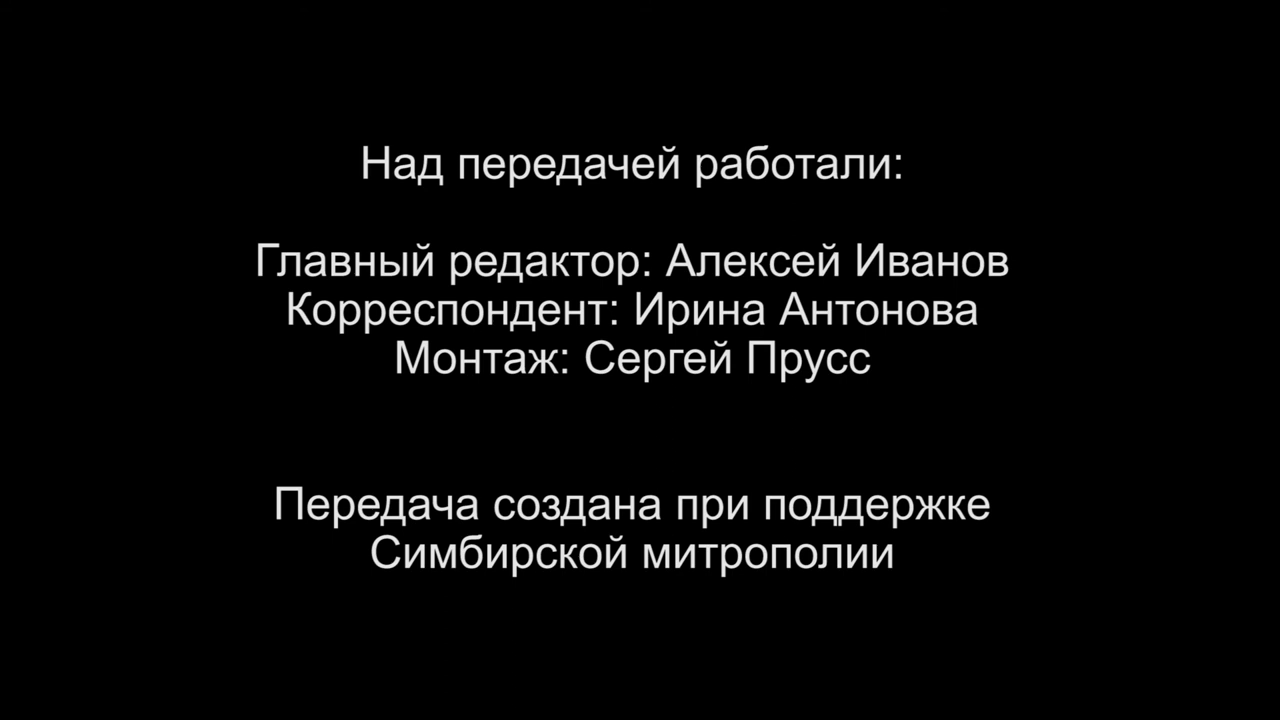 Над передачей работали:
Главный редактор: Алексей Иванов
Корреспондент: Ирина Антонова
Монтаж: Сергей Прусс
Передача создана при поддержке
Симбирской митрополии